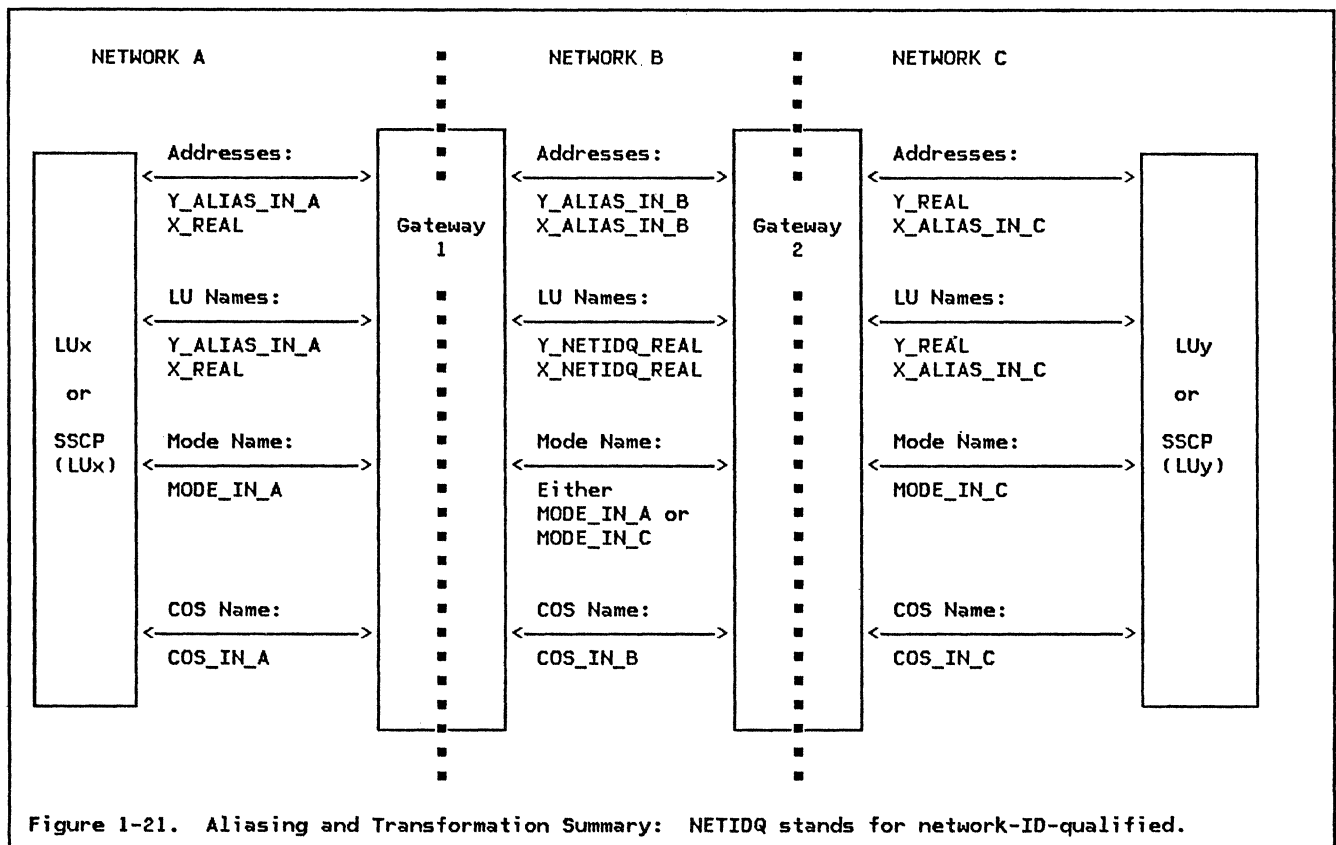 NETWORK A NETWORK B NETWORK C
Addresses: Addresses: Addresses:
Y_ALIAS_IN_A Y_ALIAS_IN_B Y_REAL
X_REAL X_ALIAS_IN_B X_ALIAS_IN_C
Gateway Gateway
1 2
LU Names: LU Names: LU Names:
LUx Y_ALIAS_IN_A Y_NETIDQ_REAL Y_REAL LUy
X_REAL X_NETIDQ_REAL X_ALIAS_IN_C
or or
SSCP Mode Name: Mode Name: Mode Name: SSCP
(LUx) (LUy)
MODE_IN_A Either MODE_IN_C
MODE_IN_A or
MODE_IN_C
COS Name: COS Name: COS Name:
COS_IN_A COS_IN_B COS_IN_C
Figure 1-21. Aliasing and Transformation Summary: NETIDQ stands for network-ID-qualified.